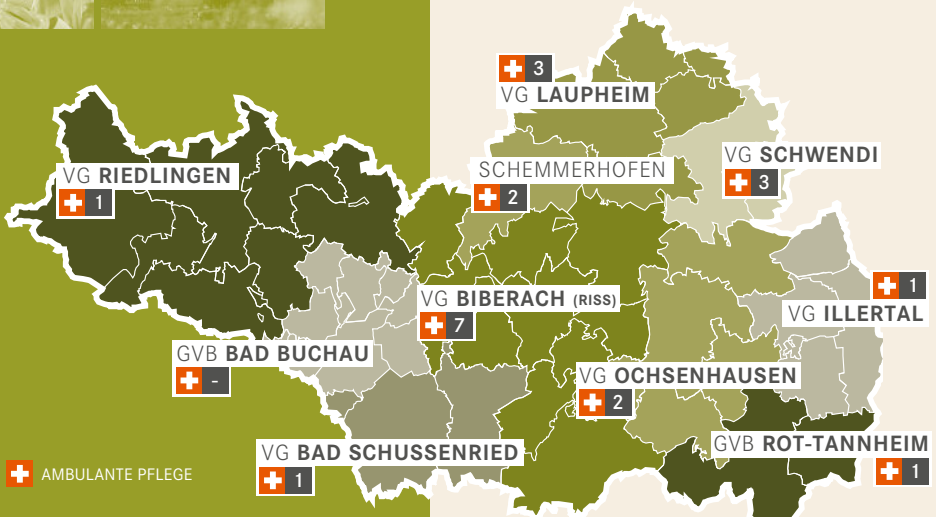 3
VG LAUPHEIM
VG SCHWENDI
3
SCHEMMERHOFEN
2
VG RIEDLINGEN
1
1
VG ILLERTAL
VG BIBERACH (RISS)
7
GVB BAD BUCHAU
-
VG OCHSENHAUSEN
2
GVB ROT-TANNHEIM
1
VG BAD SCHUSSENRIED
1
AMBULANTE PFLEGE